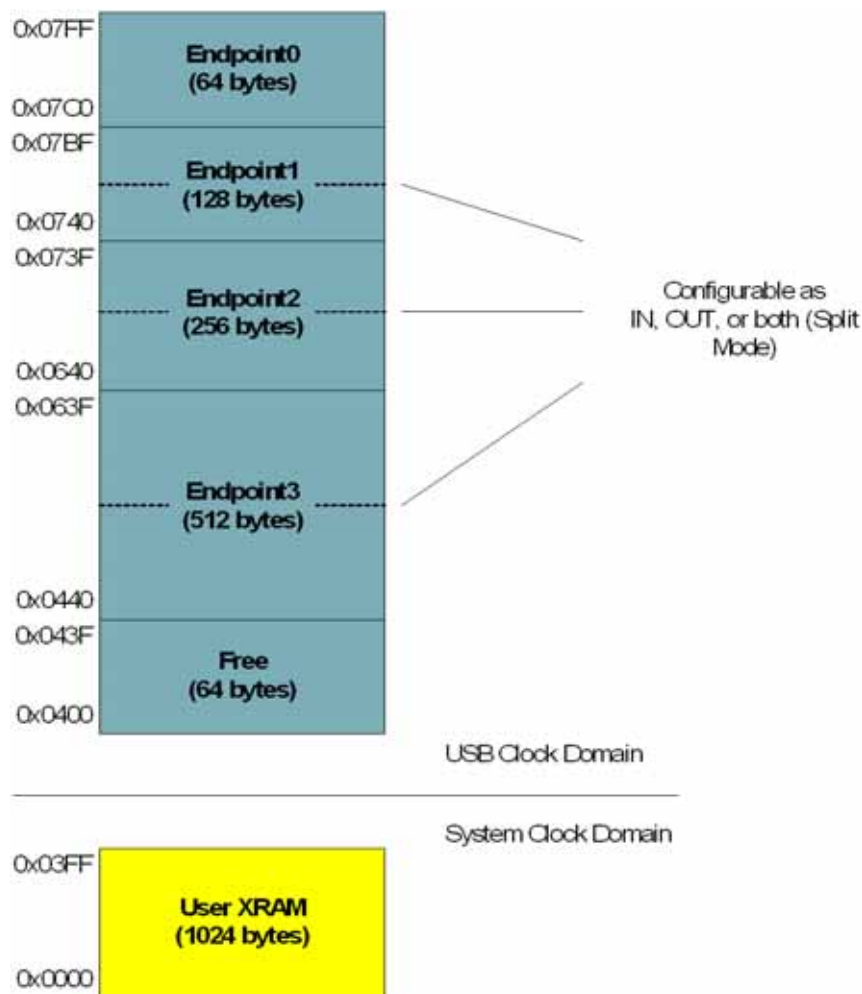 0x07FF
Endpoint0
(64 bytes)
0x07C0
0x07BF
Endpoint1
(128 bytes)
0x0740
0x073F
Endpoint2
(256 bytes)
0x0640
0x063F
Endpoint3
(512 bytes)
0x0440
0x043F
Free
(64 bytes)
0x0400
Configurable as
IN, OUT, or both (Split
Mode)
USB Clock Domain
System Clock Domain
0x03FF
User XRAM
(1024 bytes)
0x0000